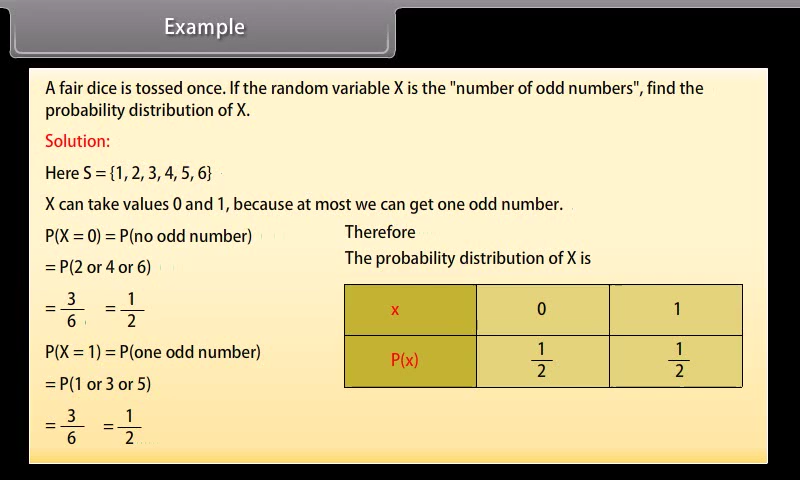 Example
A fair dice is tossed once. If the random variable X is the "number of odd numbers", find the
probability distribution of X.
Solution:
Here S = {1, 2, 3, 4, 5, 6}
X can take values 0 and 1, because at most we can get one odd number.
P(X = 0) = P(no odd number)
= P(2 or 4 or 6)
= 3/6 = 1/2
P(X = 1) = P(one odd number)
= P(1 or 3 or 5)
= 3/6 = 1/2
Therefore
The probability distribution of X is
x 0 1
P(x) 1/2 1/2